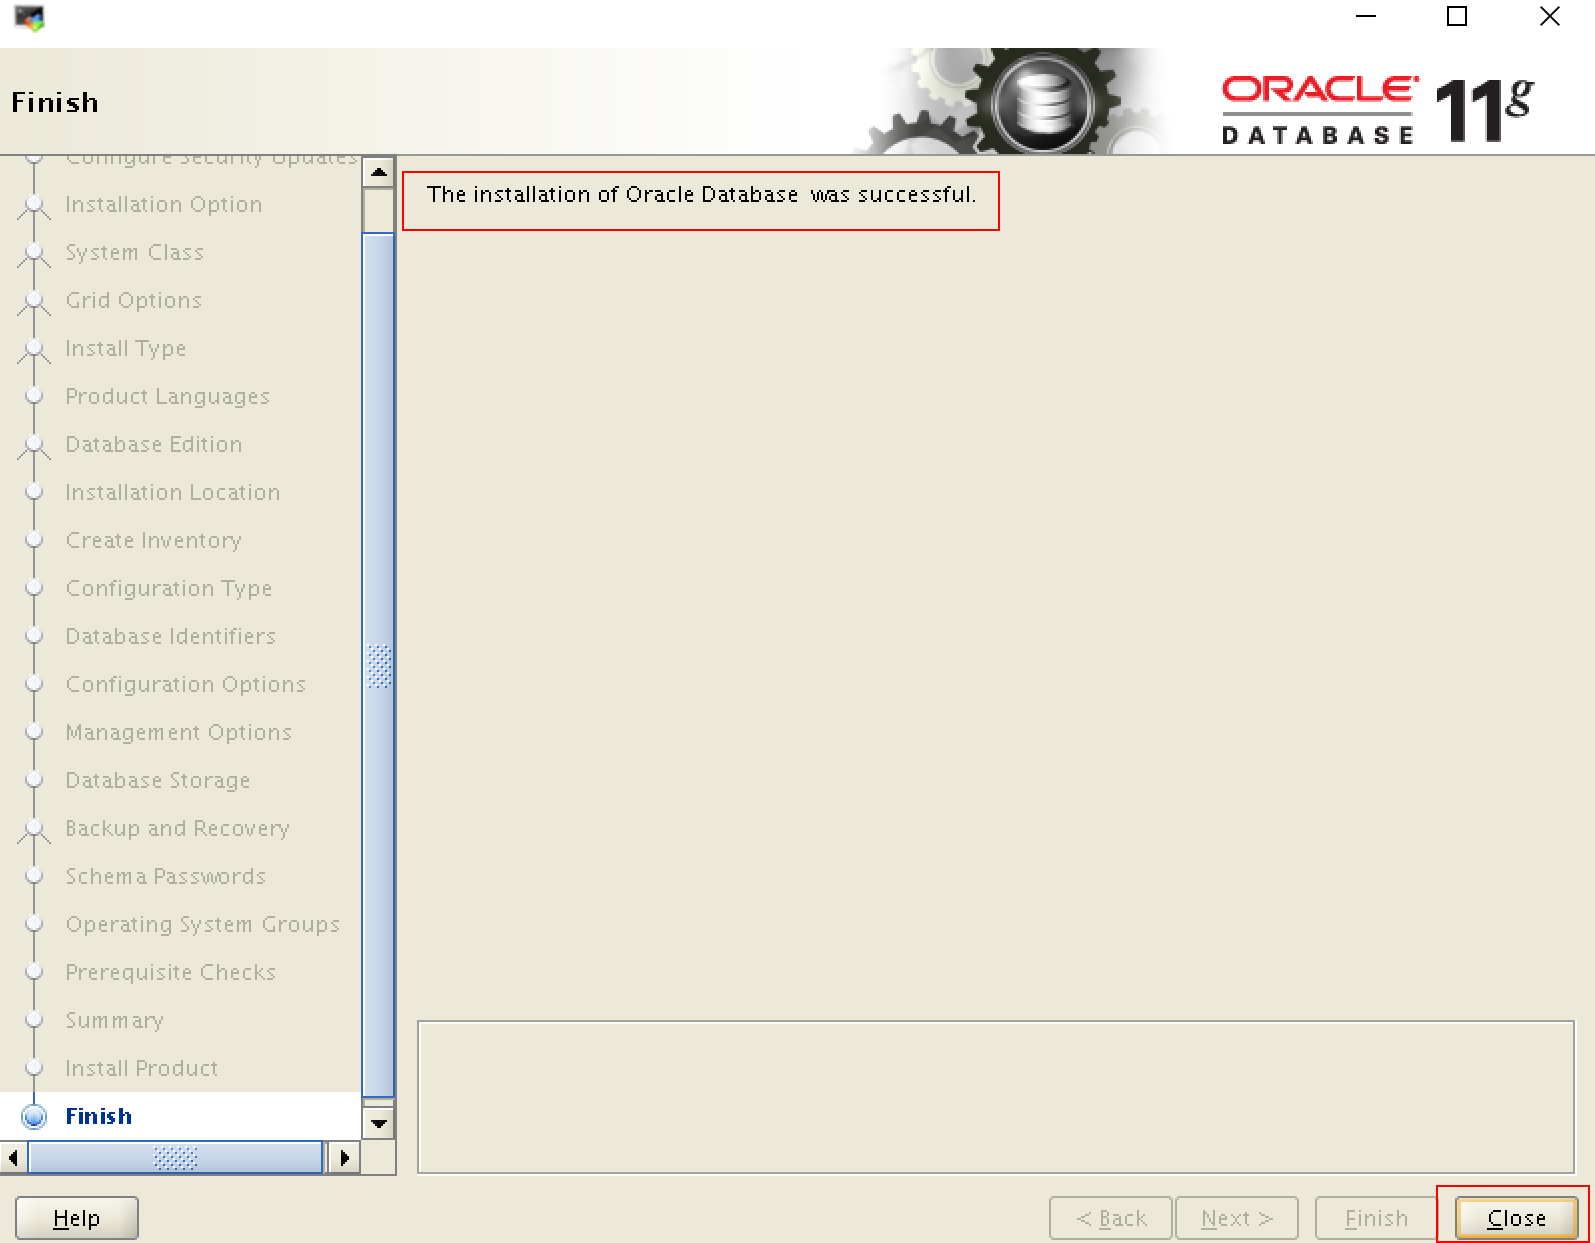 Finish
ORACLE
DATABASE
11g
Configure Security Updates
Installation Option
System Class
Grid Options
Install Type
Product Languages
Database Edition
Installation Location
Create Inventory
Configuration Type
Database Identifiers
Configuration Options
Management Options
Database Storage
Backup and Recovery
Schema Passwords
Operating System Groups
Prerequisite Checks
Summary
Install Product
Finish
The installation of Oracle Database  was successful.
Help
< Back
Next >
Finish
Close